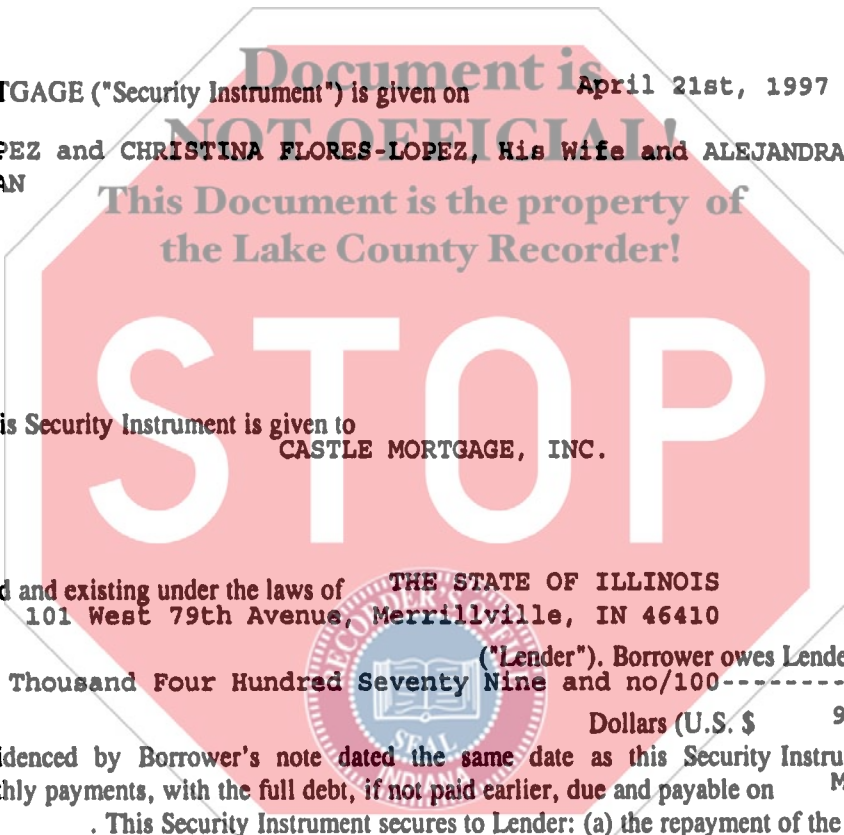 Document is
TGAGE ("Security Instrument") is given on April 21st, 1997
NOT OFFICIAL!
PEZ and CHRISTINA FLORES-LOPEZ, His Wife and ALEJANDRA
AN
This Document is the property of
the Lake County Recorder!
STOP
is Security Instrument is given to
CASTLE MORTGAGE, INC.
d and existing under the laws of THE STATE OF ILLINOIS
101 West 79th Avenue, Merrillville, IN 46410
("Lender"). Borrower owes Lende
Thousand Four Hundred Seventy Nine and no/100--------
Dollars (U.S. $ 9
idenced by Borrower's note dated the same date as this Security Instru
thly payments, with the full debt, if not paid earlier, due and payable on M
. This Security Instrument secures to Lender: (a) the repayment of the
SEAL
INDIANA